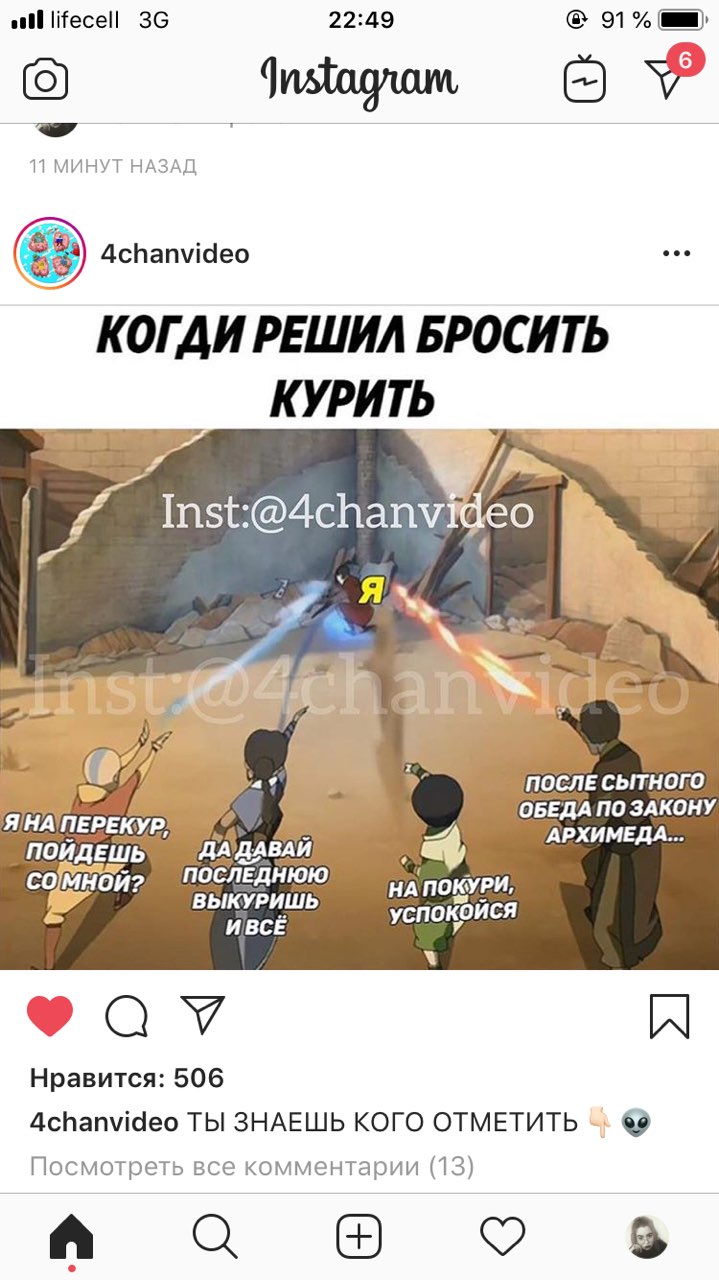 lifecell 3G 22:49 91 %
Instagram
6
11 МИНУТ НАЗАД
4chanvideo
КОГДИ РЕШИЛ БРОСИТЬ
КУРИТЬ
Inst:@4chanvideo
Я
Inst:@4chanvideo
Я НА ПЕРЕКУР,
ПОЙДЕШЬ
СО МНОЙ?
ДА ДАВАЙ
ПОСЛЕДНЮЮ
ВЫКУРИШЬ
И ВСЁ
НА ПОКУРИ,
УСПОКОЙСЯ
ПОСЛЕ СЫТНОГО
ОБЕДА ПО ЗАКОНУ
АРХИМЕДА...
Нравится: 506
4chanvideo ТЫ ЗНАЕШЬ КОГО ОТМЕТИТЬ 👇🏻 👽
Посмотреть все комментарии (13)